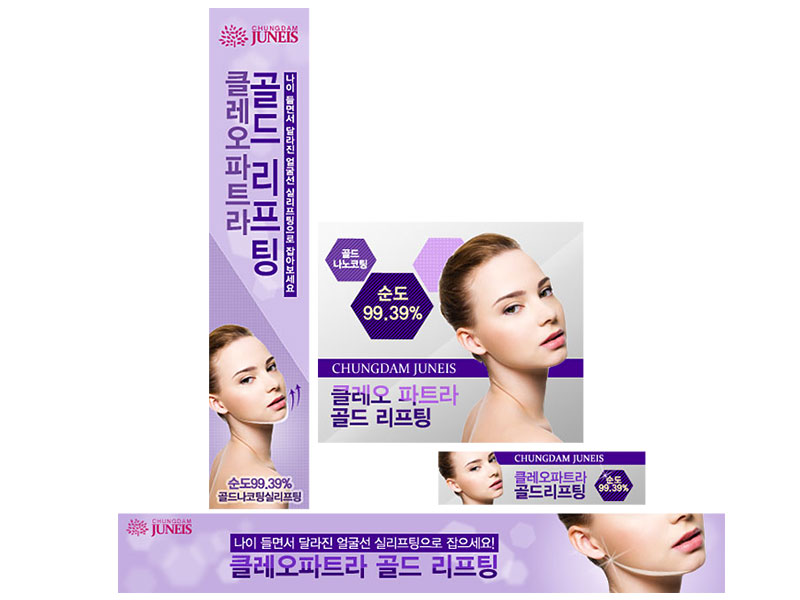 CHUNGDAM
JUNEIS
나이 들면서 달라진 얼굴선 실리프팅으로 잡아보세요
골드 리프팅
클레오파트라
순도99.39%
골드나코팅실리프팅
골드
나노코팅
순도
99.39%
CHUNGDAM JUNEIS
클레오 파트라
골드 리프팅
CHUNGDAM JUNEIS
클레오파트라
골드리프팅
순도
99.39%
CHUNGDAM
JUNEIS
나이 들면서 달라진 얼굴선 실리프팅으로 집으세요!
클레오파트라 골드 리프팅